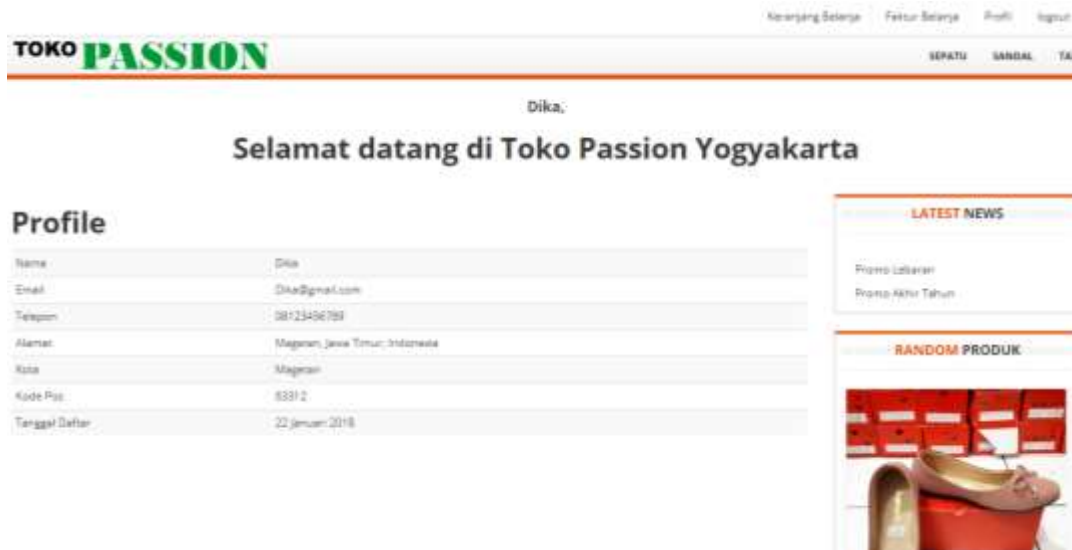 Keranjang Belanja Faktur Belanja Profil logout
TOKO PASSION
SEPATU SANDAL TA
Dika,
Selamat datang di Toko Passion Yogyakarta
Profile
Name Dika
Email Dika@gmail.com
Telepon 08123456789
Alamat Magetan, Jawa Timur, Indonesia
Kota Magetan
Kode Pos 63312
Tanggal Daftar 22 Januari 2018
LATEST NEWS
Promo Lebaran
Promo Akhir Tahun
RANDOM PRODUK